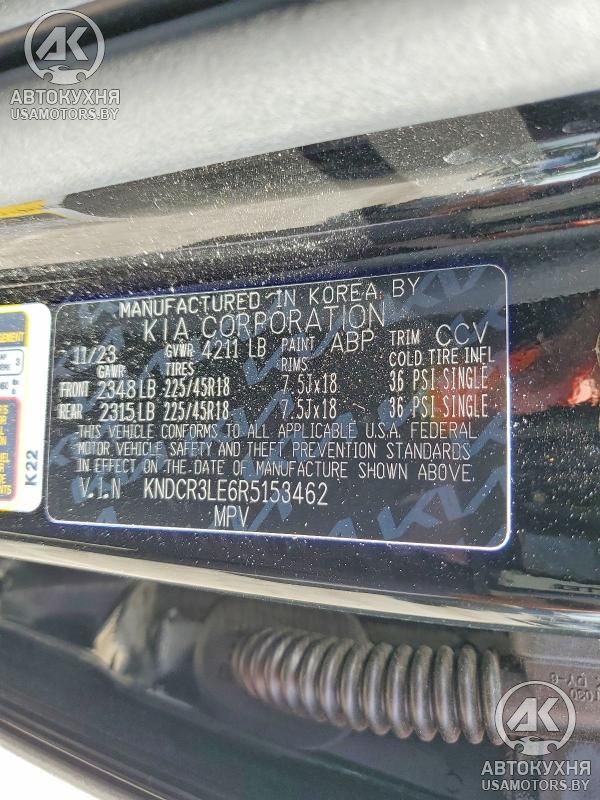 AK
АВТОКУХНЯ
USAMOTORS.BY
MANUFACTURED IN KOREA BY
KIA CORPORATION
11/23 GVWR 4211 LB PAINT ABP TRIM CCV
GAWR TIRES RIMS COLD TIRE INFL
FRONT 2348 LB 225/45R18 7.5Jx18 36 PSI SINGLE
REAR 2315 LB 225/45R18 7.5Jx18 36 PSI SINGLE
THIS VEHICLE CONFORMS TO ALL APPLICABLE U.S.A. FEDERAL
MOTOR VEHICLE SAFETY AND THEFT PREVENTION STANDARDS
IN EFFECT ON THE DATE OF MANUFACTURE SHOWN ABOVE.
V.I.N KNDCR3LE6R5153462
MPV
K22
AK
АВТОКУХНЯ
USAMOTORS.BY